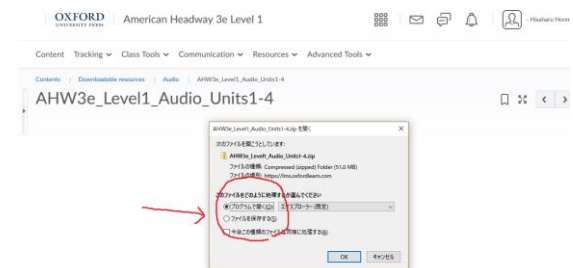 OXFORD
UNIVERSITY PRESS
American Headway 3e Level 1
Content Tracking Class Tools Communication Resources Advanced Tools
Contents Downloadable resources Audio AHW3e_Level1_Audio_Units1-4
AHW3e_Level1_Audio_Units1-4
AHW3e_Level1_Audio_Units1-4.zip を開く
次のファイルを開こうとしています:
AHW3e_Level1_Audio_Units1-4.zip
ファイルの種類: Compressed (zipped) Folder (51.0 MB)
ファイルの場所: https://lms.oxfordlearn.com
このファイルをどのように処理するか選んでください
プログラムで開く(O): エクスプローラー (既定)
ファイルを保存する(S)
今後この種類のファイルは同様に処理する(A)
OK キャンセル